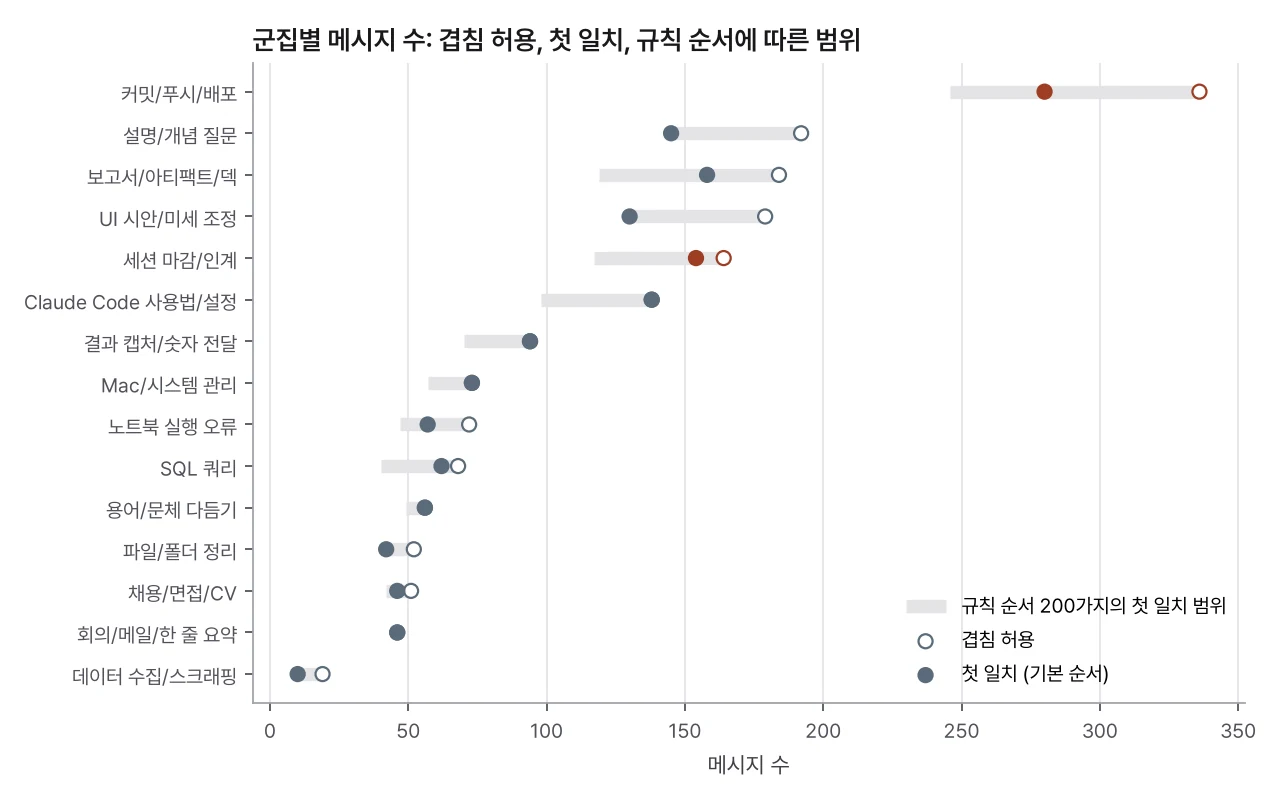 군집별 메시지 수: 겹침 허용, 첫 일치, 규칙 순서에 따른 범위
커밋/푸시/배포
설명/개념 질문
보고서/아티팩트/덱
UI 시안/미세 조정
세션 마감/인계
Claude Code 사용법/설정
결과 캡처/숫자 전달
Mac/시스템 관리
노트북 실행 오류
SQL 쿼리
용어/문체 다듬기
파일/폴더 정리
채용/면접/CV
회의/메일/한 줄 요약
데이터 수집/스크래핑
규칙 순서 200가지의 첫 일치 범위
겹침 허용
첫 일치 (기본 순서)
0 50 100 150 200 250 300 350
메시지 수